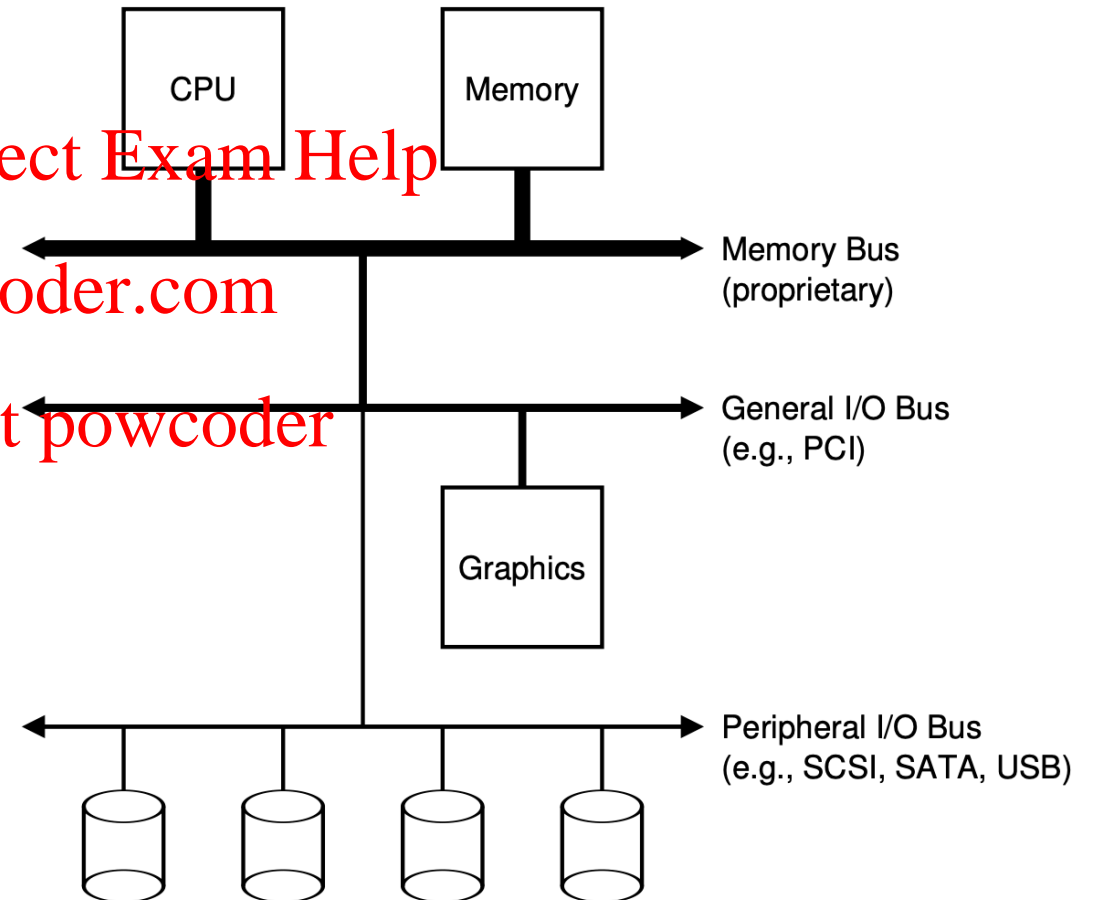 CPU
Memory
ect Exam Help
Memory Bus
(proprietary)
oder.com
General I/O Bus
(e.g., PCI)
t powcoder
Graphics
Peripheral I/O Bus
(e.g., SCSI, SATA, USB)